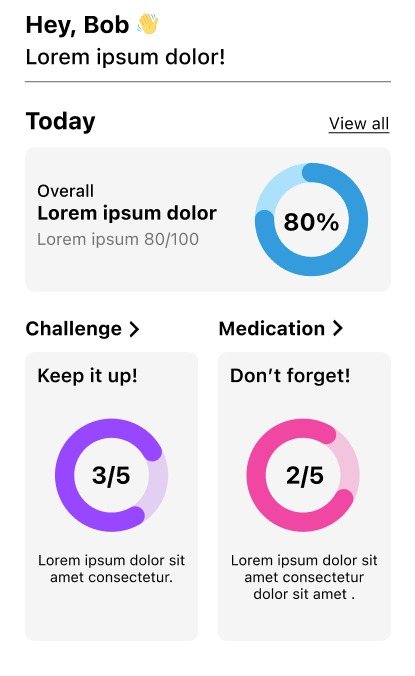 Hey, Bob 👋
Lorem ipsum dolor!
Today
View all
Overall
Lorem ipsum dolor
Lorem ipsum 80/100
80%
Challenge
Keep it up!
3/5
Lorem ipsum dolor sit
amet consectetur.
Medication
Don’t forget!
2/5
Lorem ipsum dolor sit
amet consectetur
dolor sit amet .